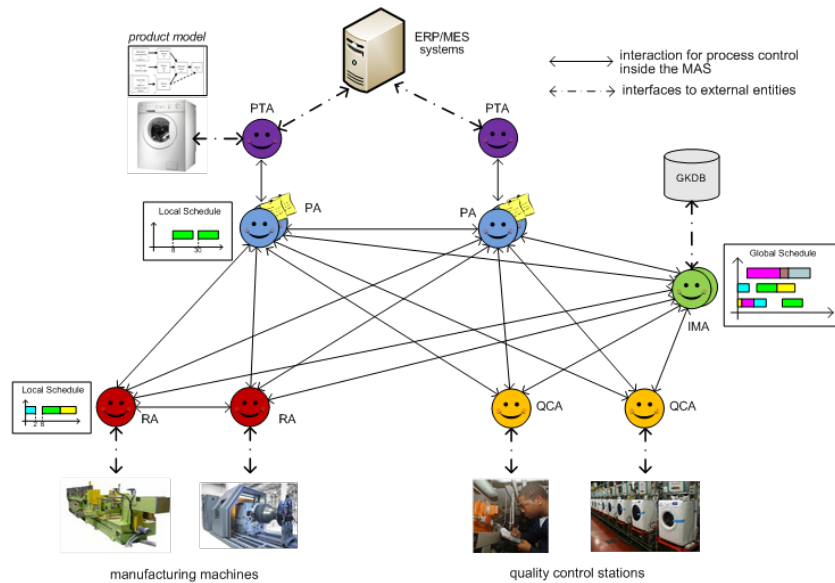 product model
ERP/MES
systems
interaction for process control
inside the MAS
interfaces to external entities
PTA
PTA
GKDB
Local Schedule
8
30
PA
PA
Global Schedule
IMA
Local Schedule
2
8
RA
RA
QCA
QCA
manufacturing machines
quality control stations